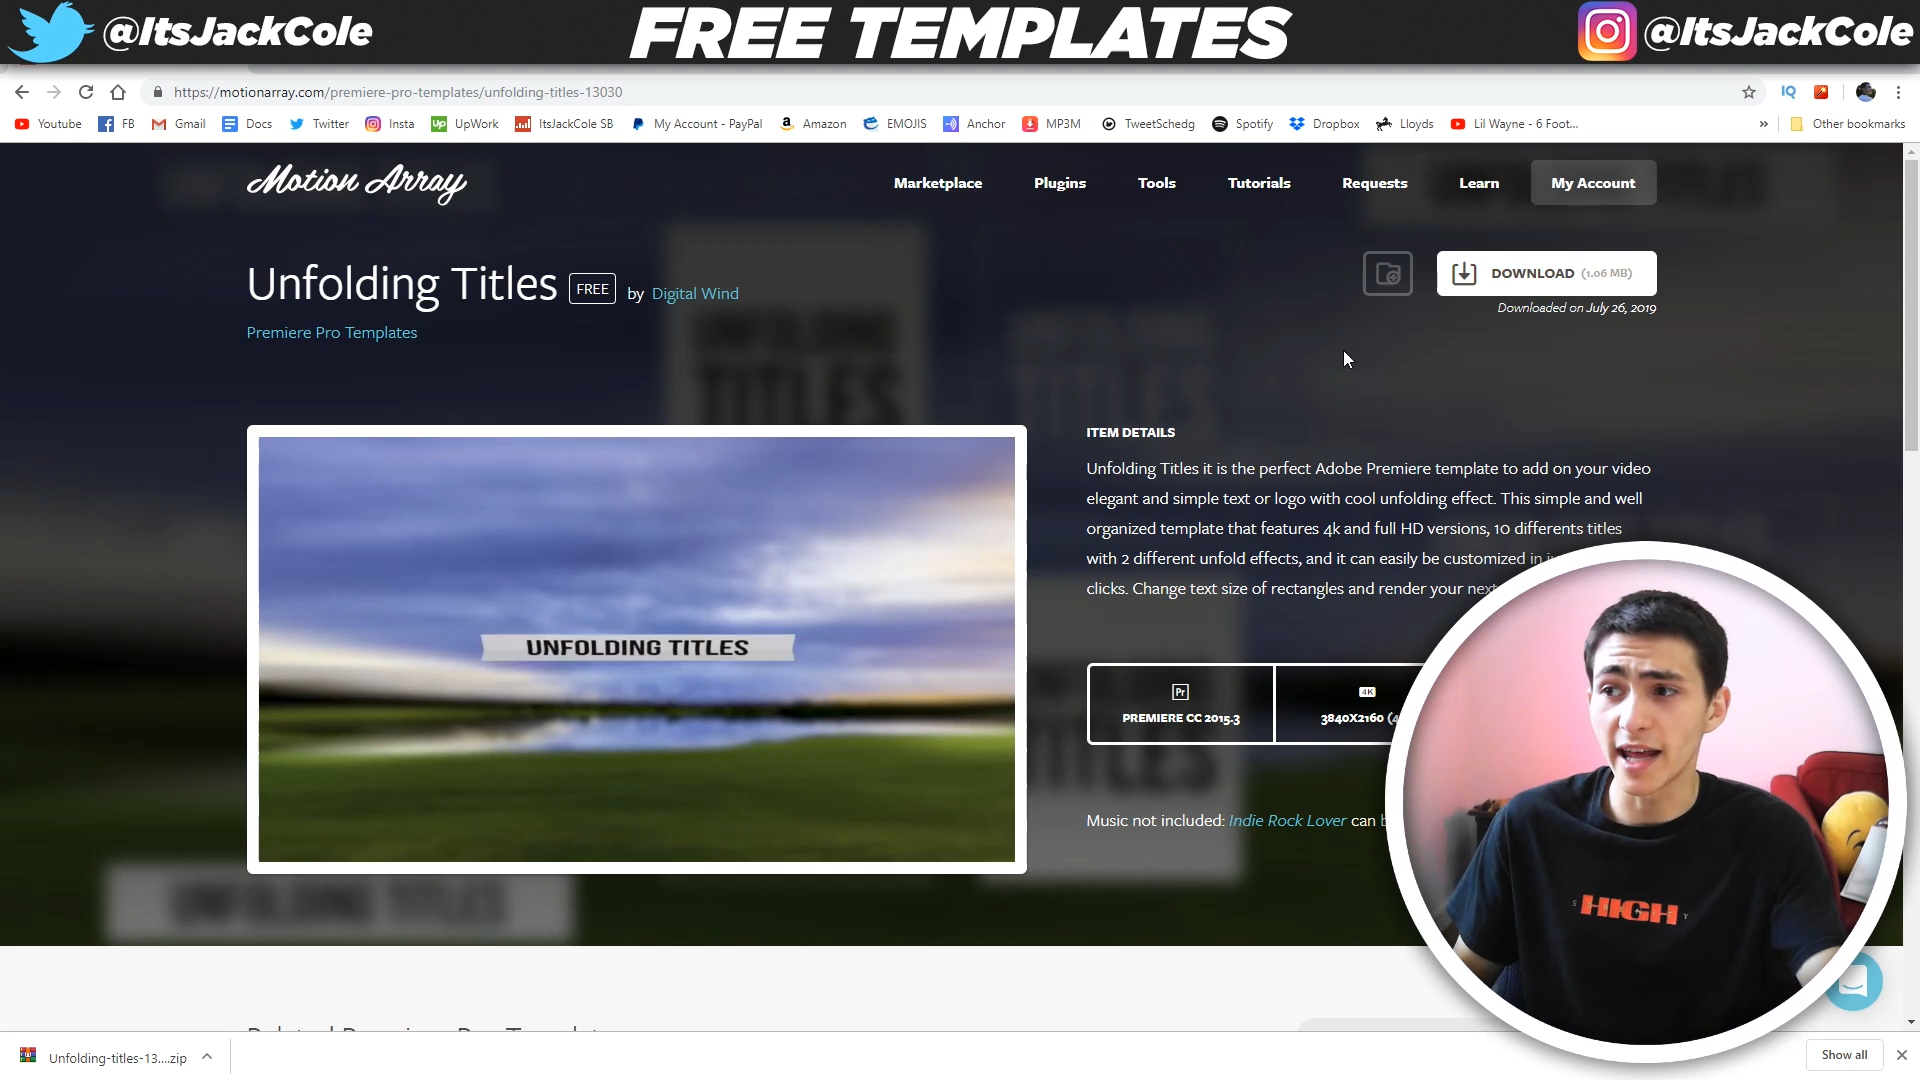 @ItsJackCole
FREE TEMPLATES
@ItsJackCole
https://motionarray.com/premiere-pro-templates/unfolding-titles-13030
IQ
Youtube FB Gmail Docs Twitter Insta UpWork ItsJackCole SB My Account - PayPal Amazon EMOJIS Anchor MP3M TweetSchedg Spotify Dropbox Lloyds Lil Wayne - 6 Foot... » Other bookmarks
Motion Array
Marketplace Plugins Tools Tutorials Requests Learn My Account
Unfolding Titles FREE by Digital Wind
DOWNLOAD (1.06 MB)
Downloaded on July 26, 2019
Premiere Pro Templates
UNFOLDING TITLES
ITEM DETAILS
Unfolding Titles it is the perfect Adobe Premiere template to add on your video
elegant and simple text or logo with cool unfolding effect. This simple and well
organized template that features 4k and full HD versions, 10 differents titles
with 2 different unfold effects, and it can easily be customized in
clicks. Change text size of rectangles and render your next
Pr
PREMIERE CC 2015.3
4K
3840X2160
Music not included: Indie Rock Lover can
HIGH
Unfolding-titles-13....zip
Show all